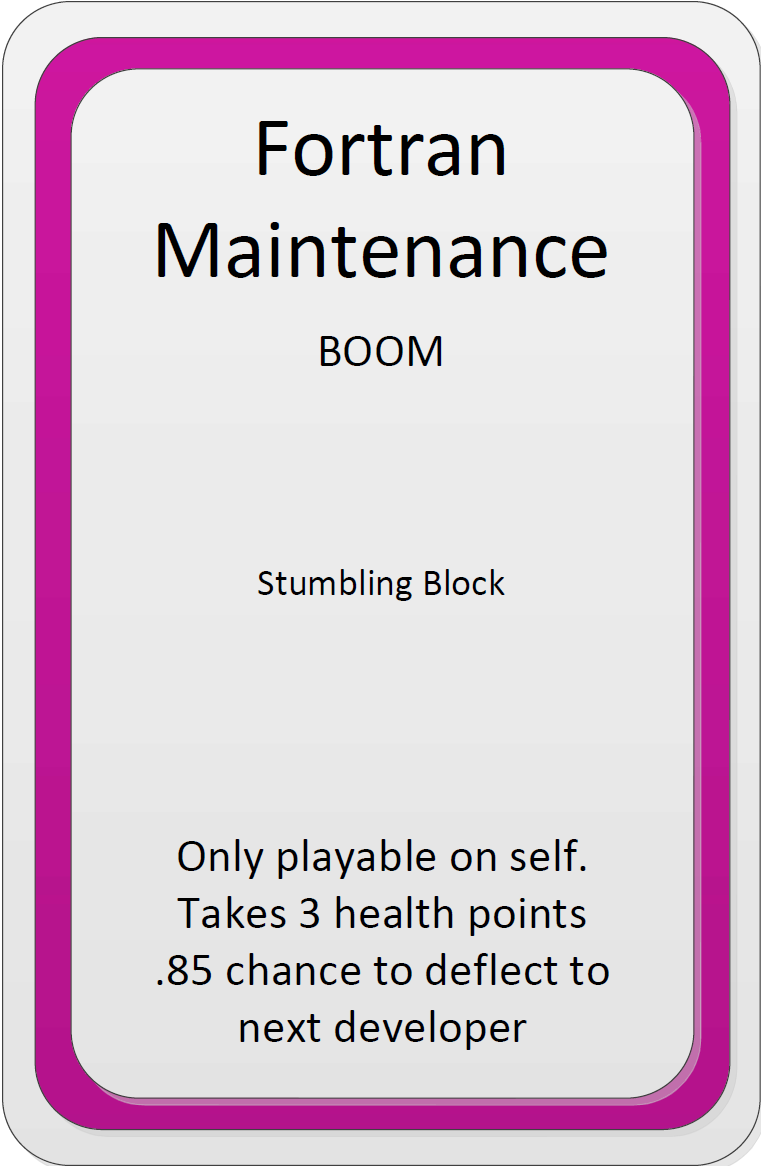 Fortran
Maintenance
BOOM
Stumbling Block
Only playable on self.
Takes 3 health points
.85 chance to deflect to
next developer